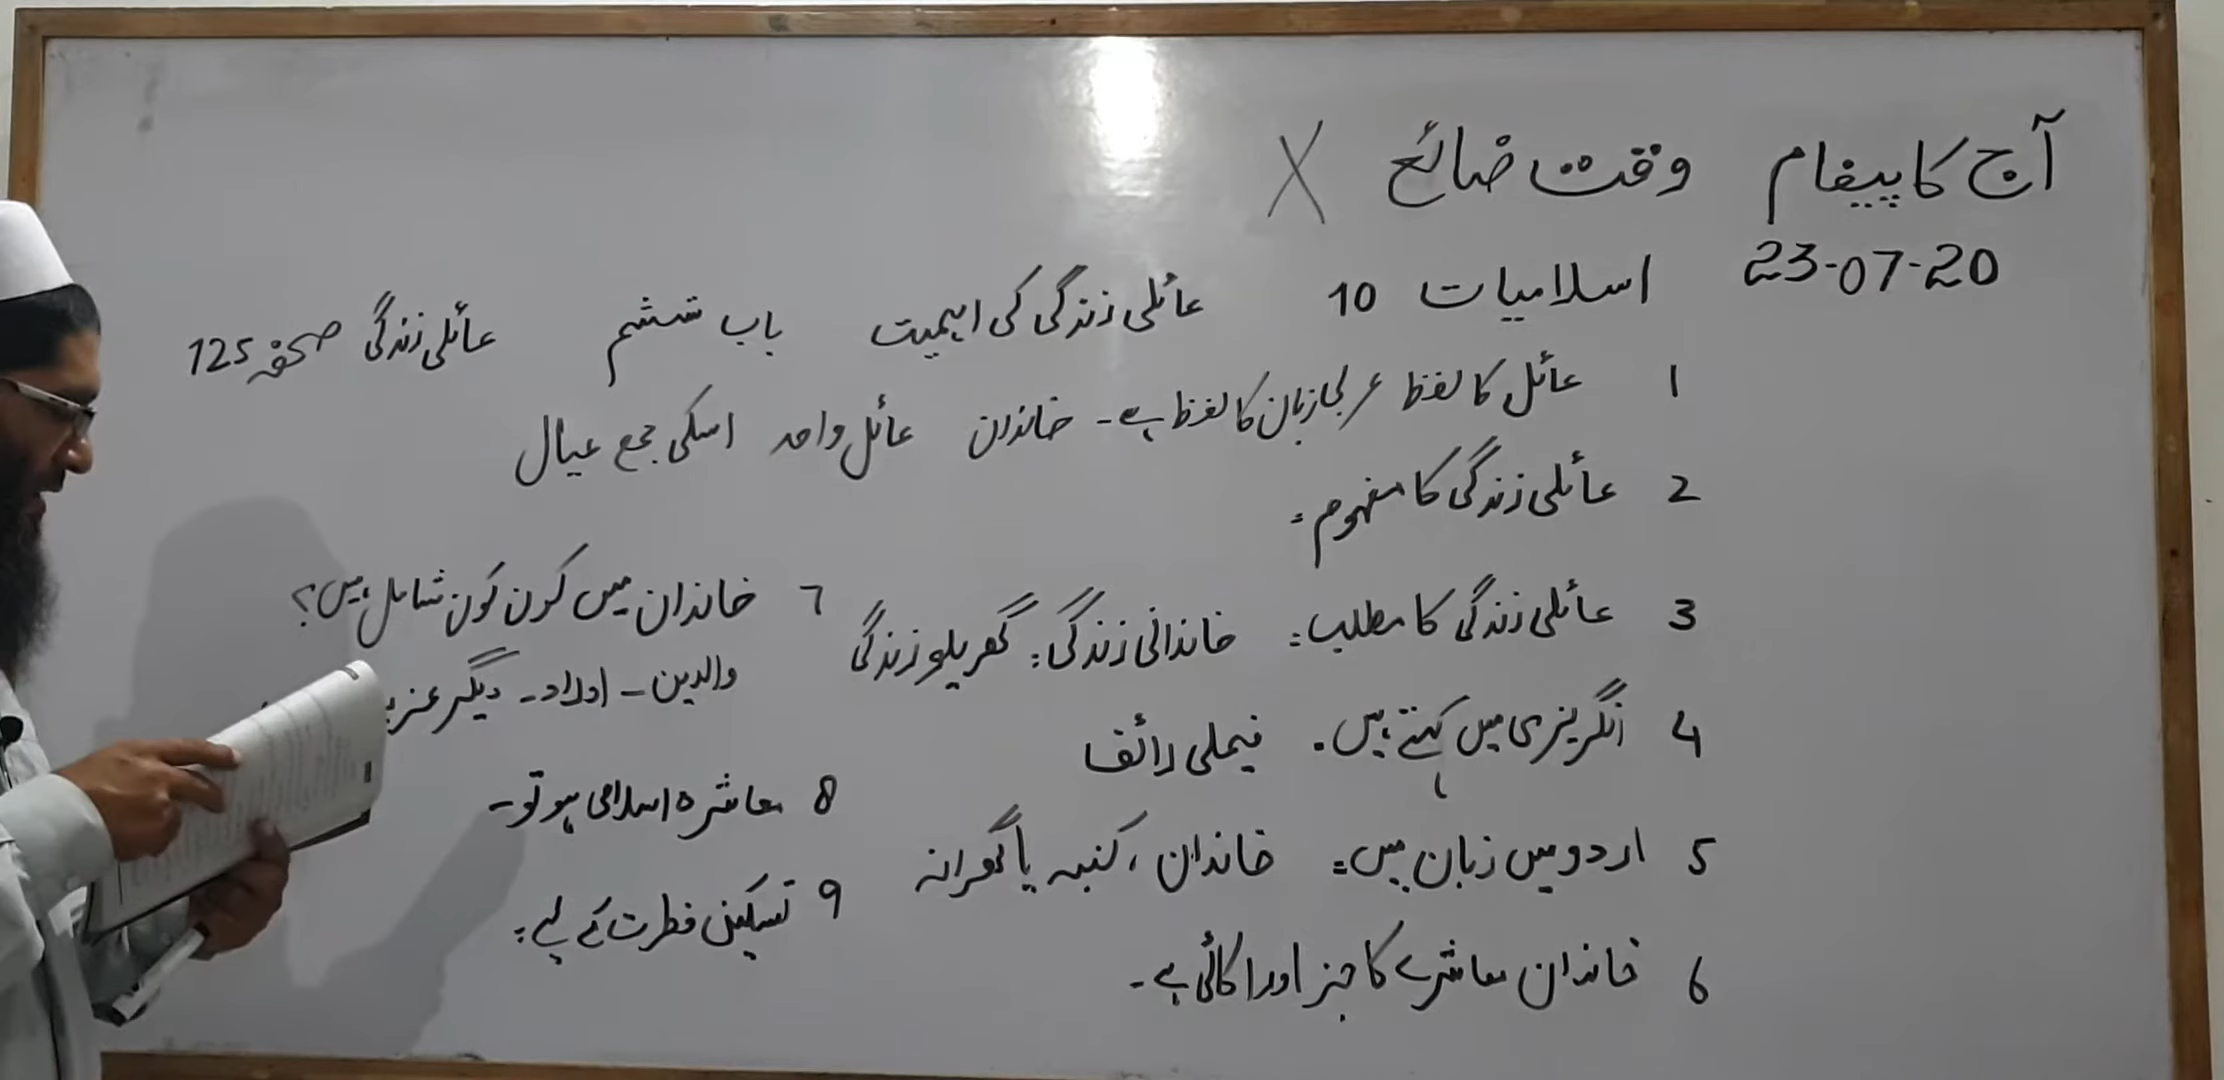 آج کا پیغام وقت ضائع X
23-07-20 اسلامیات 10 عائلی زندگی کی اہمیت باب ششم عائلی زندگی صحفہ 125
1 عائل کا لفظ عربی زبان کا لفظ ہے۔ خاندان عائل واحد اسکی جمع عیال
2 عائلی زندگی کا مفہوم:
3 عائلی زندگی کا مطلب: خاندانی زندگی: گھریلو زندگی
4 انگریزی میں کہتے ہیں. فیملی لائف
5 اردو میں زبان میں: خاندان، کنبہ یا گھرانہ
6 خاندان معاشرے کا جز اور اکائی ہے۔
7 خاندان میں کون کون شامل ہیں؟
والدین - اولاد - دیگر
8 معاشرہ اسلامی ہو تو-
9 تسکین فطرت کے لیے: